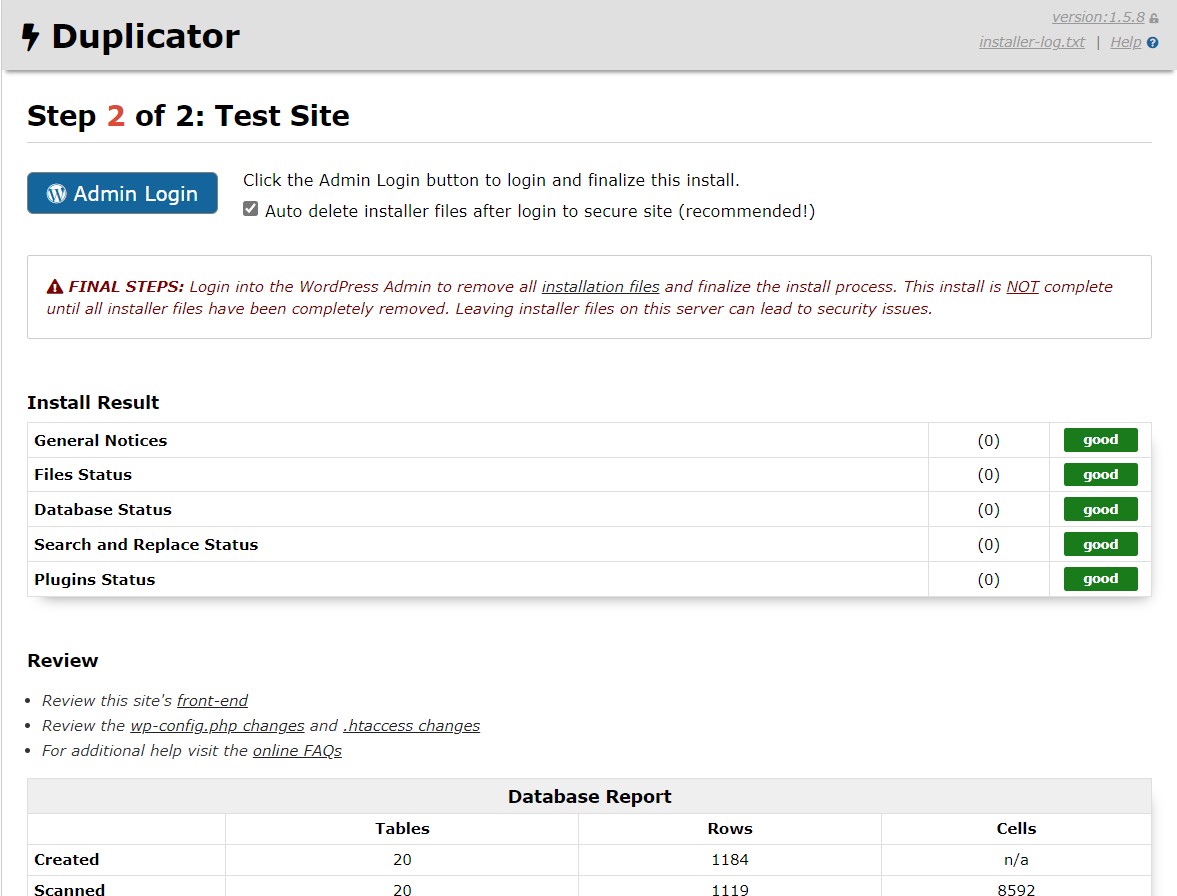 Duplicator
version:1.5.8
installer-log.txt | Help ?
Step 2 of 2: Test Site
Admin Login
Click the Admin Login button to login and finalize this install.
Auto delete installer files after login to secure site (recommended!)
FINAL STEPS: Login into the WordPress Admin to remove all installation files and finalize the install process. This install is NOT complete
until all installer files have been completely removed. Leaving installer files on this server can lead to security issues.
Install Result
General Notices (0) good
Files Status (0) good
Database Status (0) good
Search and Replace Status (0) good
Plugins Status (0) good
Review
• Review this site's front-end
• Review the wp-config.php changes and .htaccess changes
• For additional help visit the online FAQs
Database Report
Tables Rows Cells
Created 20 1184 n/a
Scanned 20 1119 8592